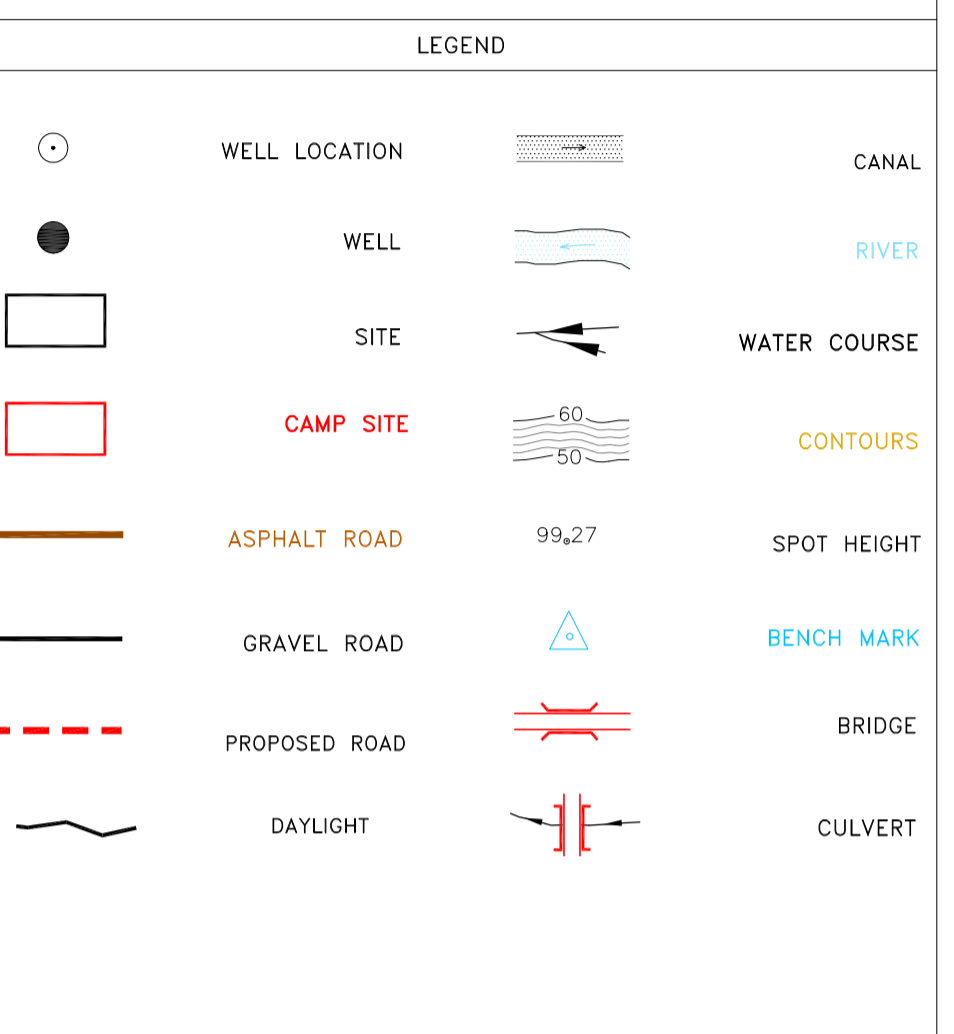 LEGEND
WELL LOCATION
CANAL
WELL
RIVER
SITE
WATER COURSE
CAMP SITE
60
50
CONTOURS
ASPHALT ROAD
99.27
SPOT HEIGHT
GRAVEL ROAD
BENCH MARK
PROPOSED ROAD
BRIDGE
DAYLIGHT
CULVERT